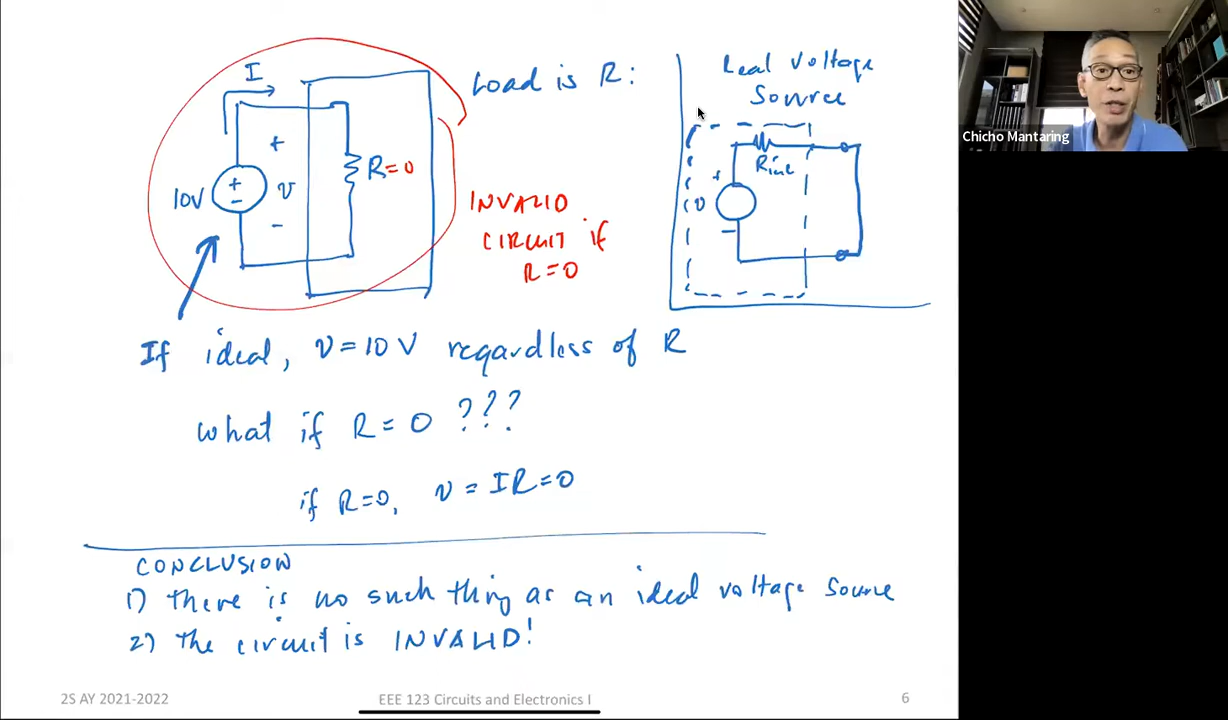 I
10V
+
-
+
v
-
R=0
Load is R:
INVALID
CIRCUIT if
R=0
Real Voltage
Source
Rint
+
v
-
If ideal, v=10V regardless of R
What if R=0 ???
if R=0, v = IR=0
CONCLUSION
1) there is no such thing as an ideal voltage source
2) The circuit is INVALID!
2S AY 2021-2022
EEE 123 Circuits and Electronics I
6
Chicho Mantaring